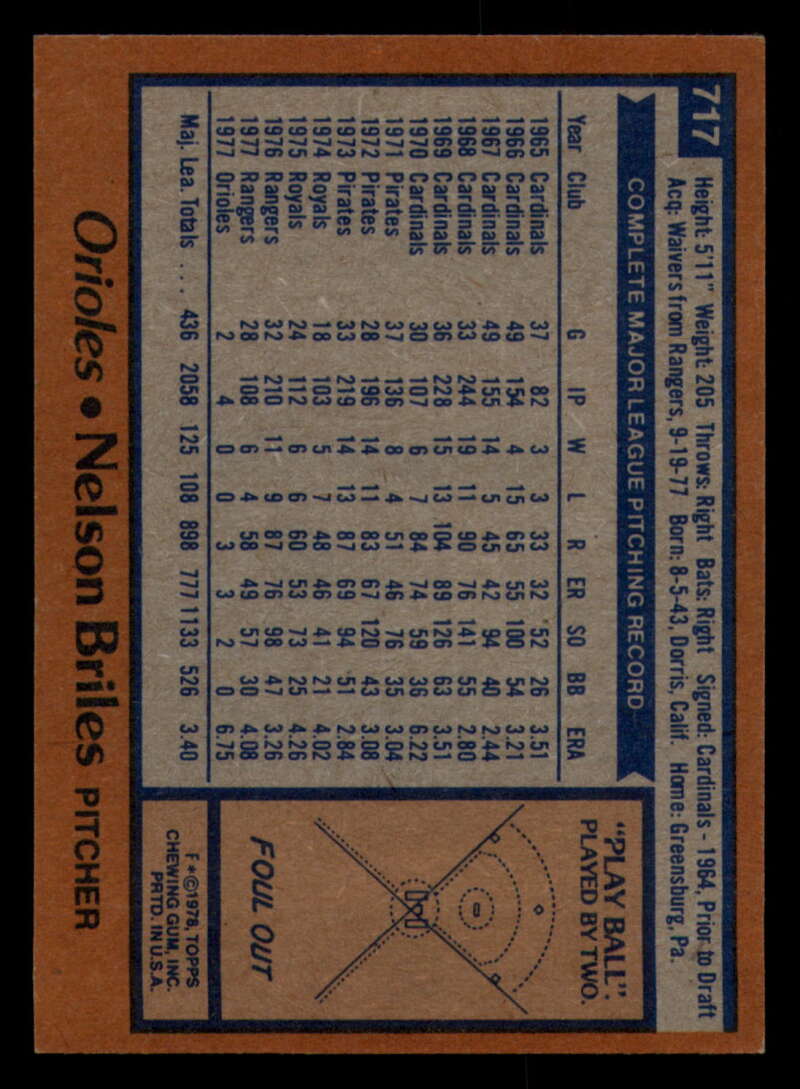 717
Height: 5'11" Weight: 205 Throws: Right Bats: Right Signed: Cardinals - 1964, Prior to Draft
Acq: Waivers from Rangers, 9-19-77 Born: 8-5-43, Dorris, Calif. Home: Greensburg, Pa.
COMPLETE MAJOR LEAGUE PITCHING RECORD
Year Club G IP W L R ER SO BB ERA
1965 Cardinals 37 82 3 3 33 32 52 26 3.51
1966 Cardinals 49 154 4 15 65 55 100 54 3.21
1967 Cardinals 49 155 14 5 45 42 94 40 2.44
1968 Cardinals 33 244 19 11 90 76 141 55 2.80
1969 Cardinals 36 228 15 13 104 89 126 63 3.51
1970 Cardinals 30 107 6 7 84 74 59 36 6.22
1971 Pirates 37 136 8 4 51 46 76 35 3.04
1972 Pirates 28 196 14 11 83 67 120 43 3.08
1973 Pirates 33 219 14 13 87 69 94 51 2.84
1974 Royals 18 103 5 7 48 46 41 21 4.02
1975 Royals 24 112 6 6 60 53 73 25 4.26
1976 Rangers 32 210 11 9 87 76 98 47 3.26
1977 Rangers 28 108 6 4 58 49 57 30 4.08
1977 Orioles 2 4 0 0 3 3 2 0 6.75
Maj. Lea. Totals .... 436 2058 125 108 898 777 1133 526 3.40
"PLAY BALL".
PLAYED BY TWO.
FOUL OUT
F*©1978, TOPPS
CHEWING GUM, INC.
PRTD. IN U.S.A.
Orioles • Nelson Briles PITCHER